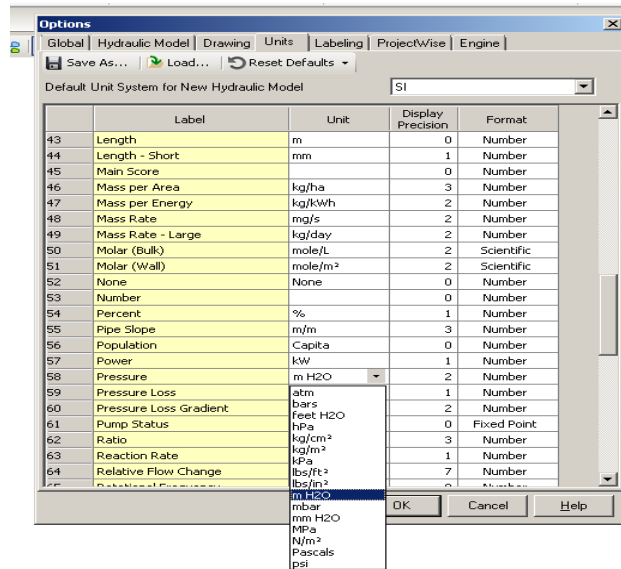 Options
Global Hydraulic Model Drawing Units Labeling ProjectWise Engine
Save As... Load... Reset Defaults
Default Unit System for New Hydraulic Model SI
Label Unit Display Precision Format
43 Length m 0 Number
44 Length - Short mm 1 Number
45 Main Score 0 Number
46 Mass per Area kg/ha 3 Number
47 Mass per Energy kg/kWh 2 Number
48 Mass Rate mg/s 2 Number
49 Mass Rate - Large kg/day 2 Number
50 Molar (Bulk) mole/L 2 Scientific
51 Molar (Wall) mole/m² 2 Scientific
52 None None 0 Number
53 Number 0 Number
54 Percent % 1 Number
55 Pipe Slope m/m 3 Number
56 Population Capita 0 Number
57 Power kW 1 Number
58 Pressure m H2O 2 Number
59 Pressure Loss 1 Number
60 Pressure Loss Gradient 2 Number
61 Pump Status 0 Fixed Point
62 Ratio 3 Number
63 Reaction Rate 1 Number
64 Relative Flow Change 7 Number
atm
bars
feet H2O
hPa
kg/cm²
kg/m²
kPa
lbs/ft²
lbs/in²
m H2O
mbar
mm H2O
MPa
N/m²
Pascals
psi
OK Cancel Help